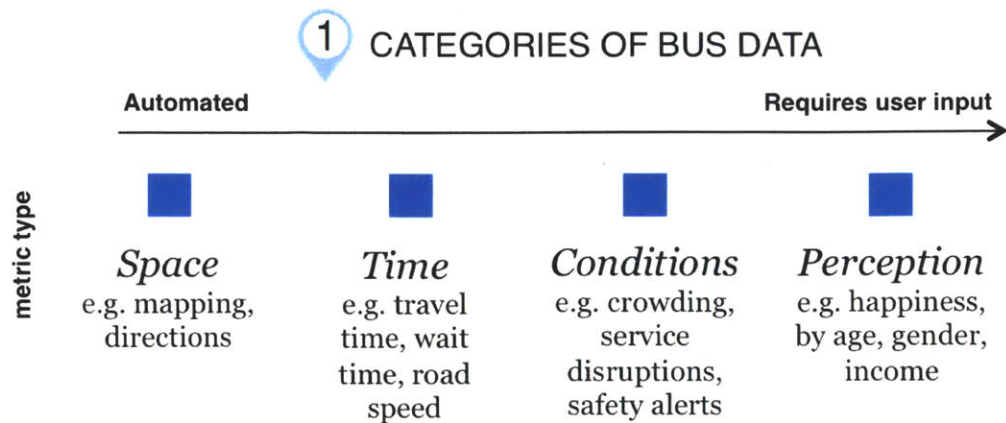 1 CATEGORIES OF BUS DATA
Automated
Requires user input
metric type
Space
e.g. mapping,
directions
Time
e.g. travel
time, wait
time, road
speed
Conditions
e.g. crowding,
service
disruptions,
safety alerts
Perception
e.g. happiness,
by age, gender,
income